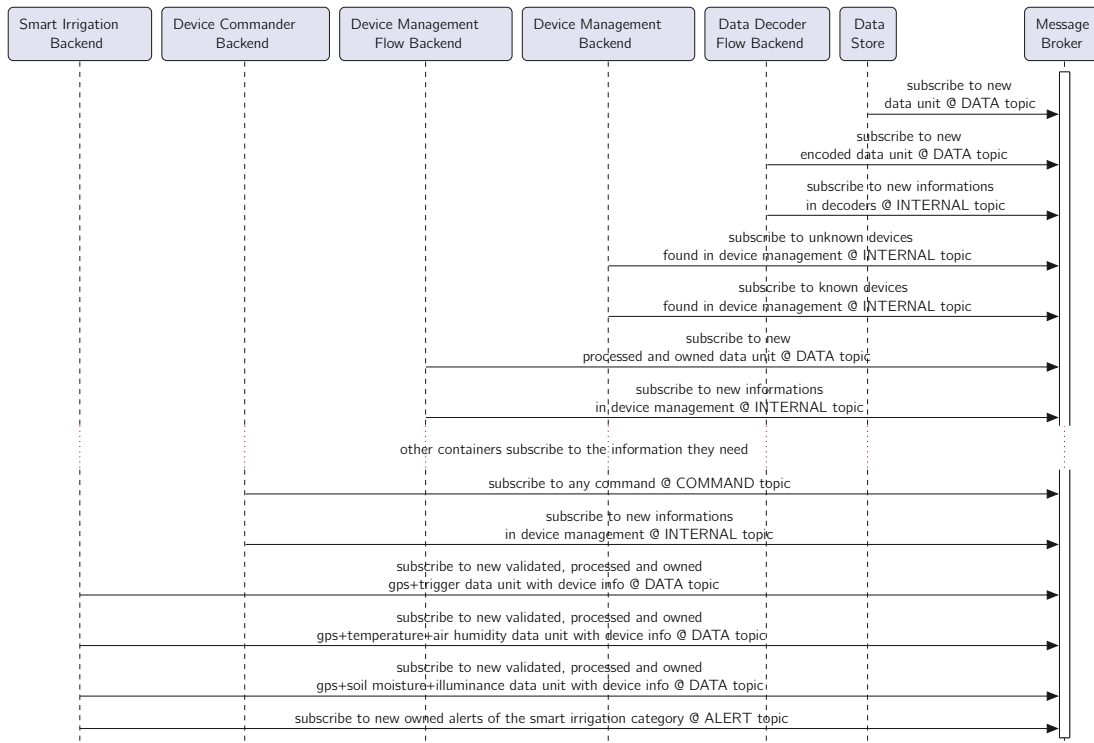 Smart Irrigation
Backend
Device Commander
Backend
Device Management
Flow Backend
Device Management
Backend
Data Decoder
Flow Backend
Data
Store
Message
Broker
subscribe to new
data unit @ DATA topic
subscribe to new
encoded data unit @ DATA topic
subscribe to new informations
in decoders @ INTERNAL topic
subscribe to unknown devices
found in device management @ INTERNAL topic
subscribe to known devices
found in device management @ INTERNAL topic
subscribe to new
processed and owned data unit @ DATA topic
subscribe to new informations
in device management @ INTERNAL topic
other containers subscribe to the information they need
subscribe to any command @ COMMAND topic
subscribe to new informations
in device management @ INTERNAL topic
subscribe to new validated, processed and owned
gps+trigger data unit with device info @ DATA topic
subscribe to new validated, processed and owned
gps+temperature+air humidity data unit with device info @ DATA topic
subscribe to new validated, processed and owned
gps+soil moisture+illuminance data unit with device info @ DATA topic
subscribe to new owned alerts of the smart irrigation category @ ALERT topic